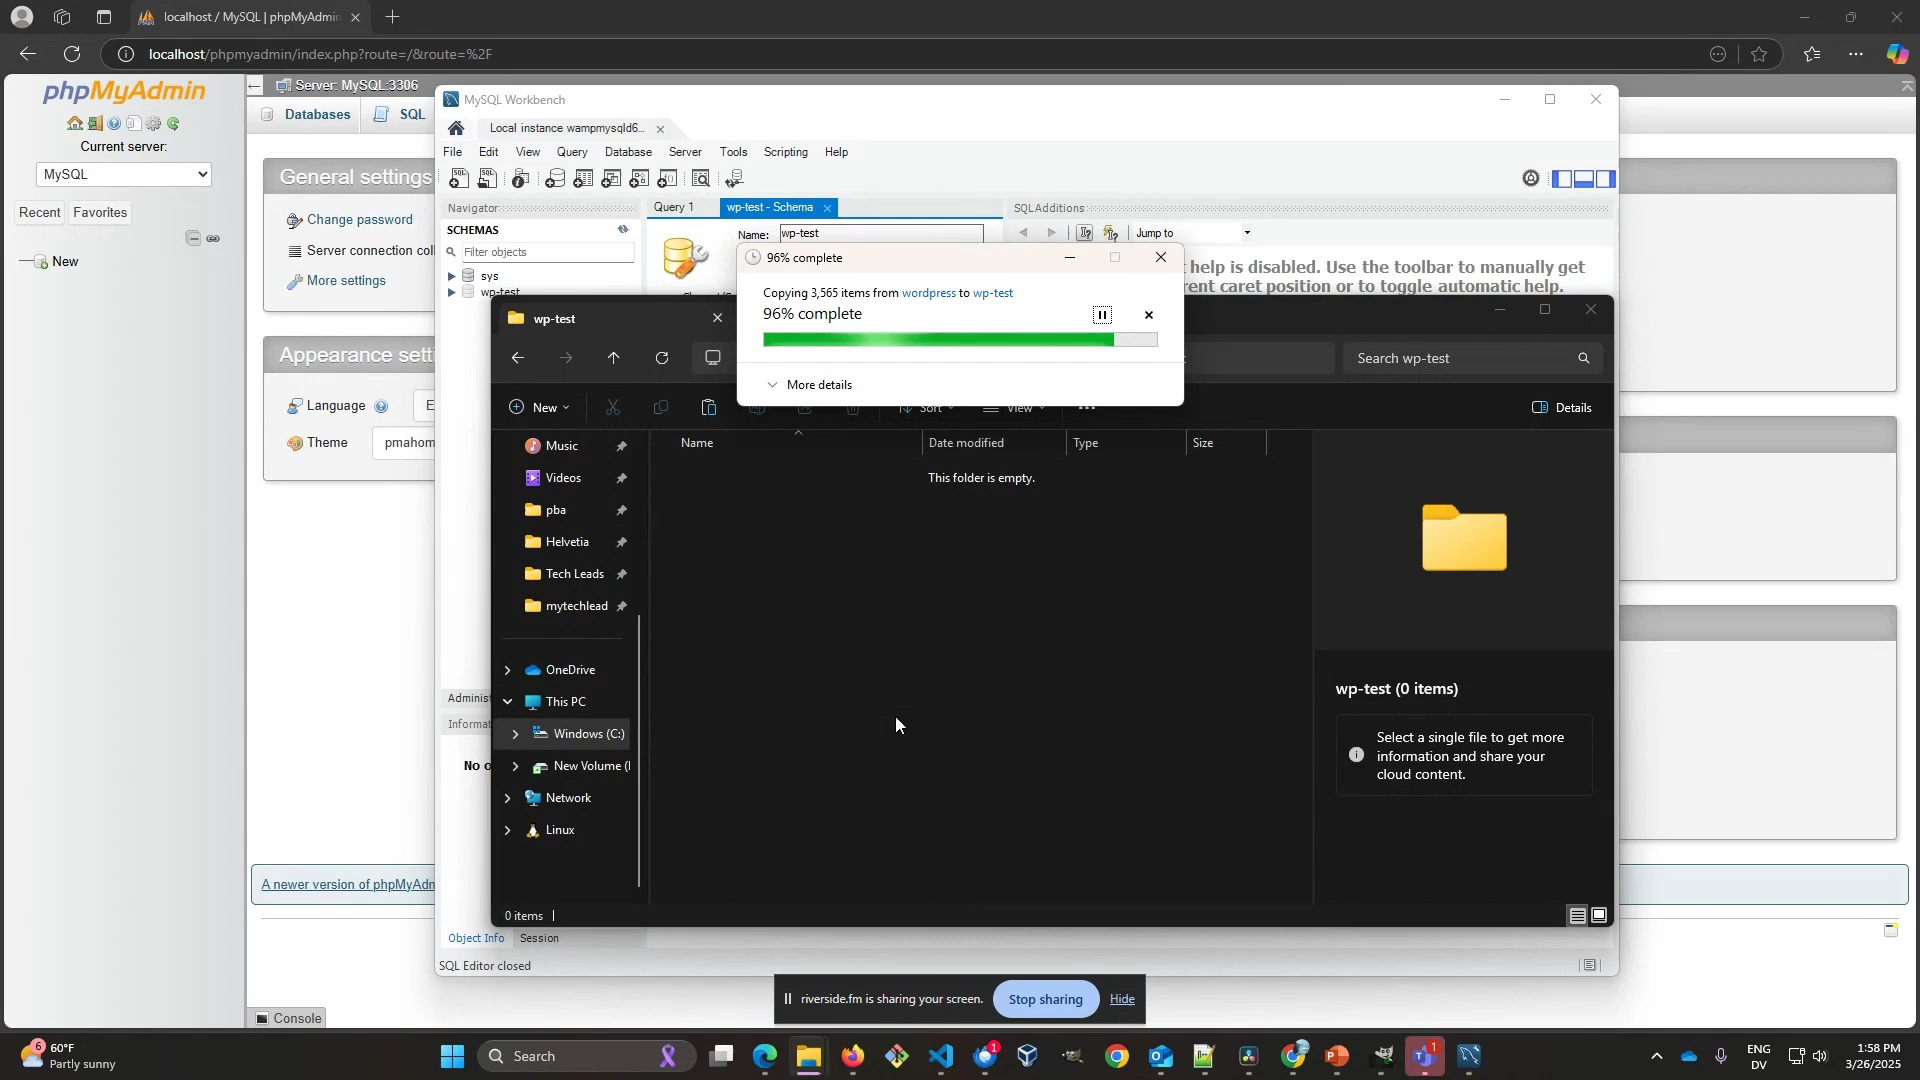 localhost / MySQL | phpMyAdmin
localhost/phpmyadmin/index.php?route=/&route=%2F
phpMyAdmin
Current server:
MySQL
Recent
Favorites
New
Server: MySQL:3306
Databases
SQL
General settings
Change password
Server connection coll
More settings
Appearance setti
Language
E
Theme
pmahom
A newer version of phpMyAdm
Console
MySQL Workbench
Local instance wampmysqld6...
File
Edit
View
Query
Database
Server
Tools
Scripting
Help
Navigator
SCHEMAS
Filter objects
sys
wp-test
Query 1
wp-test - Schema
Name:
wp-test
SQLAdditions
Jump to
help is disabled. Use the toolbar to manually get
rent caret position or to toggle automatic help.
Administ
Informat
No o
Object Info
Session
SQL Editor closed
96% complete
Copying 3,565 items from wordpress to wp-test
96% complete
More details
wp-test
Search wp-test
New
Sort
View
Details
Music
Videos
pba
Helvetia
Tech Leads
mytechlead
OneDrive
This PC
Windows (C:)
New Volume (
Network
Linux
Name
Date modified
Type
Size
This folder is empty.
wp-test (0 items)
Select a single file to get more
information and share your
cloud content.
0 items
riverside.fm is sharing your screen.
Stop sharing
Hide
6
60°F
Partly sunny
Search
1
1
ENG
DV
1:58 PM
3/26/2025